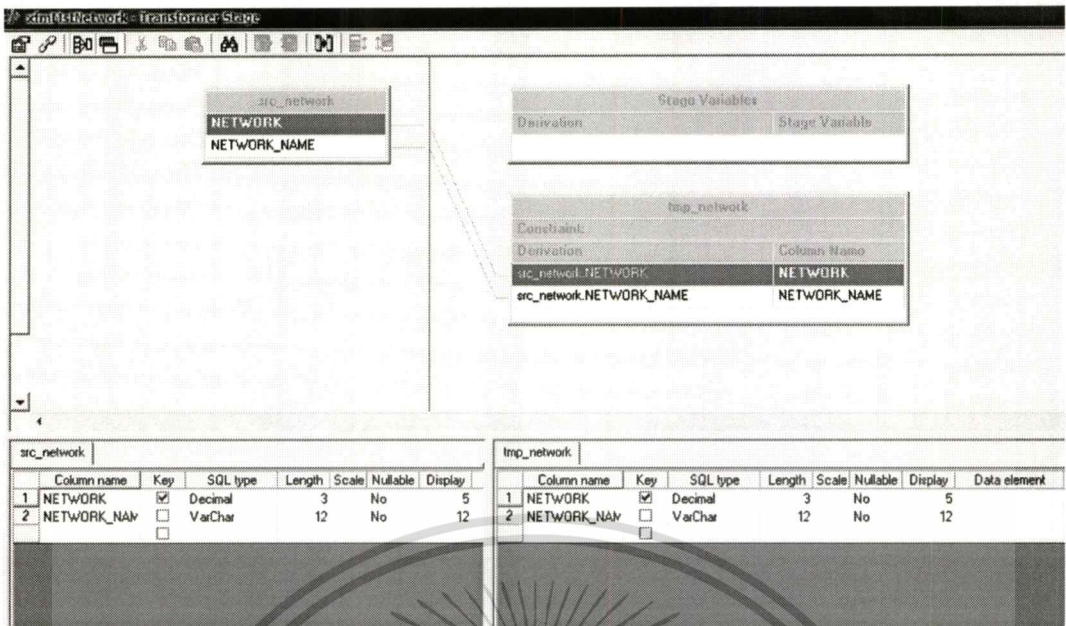 xfmListNetwork - Transformer Stage
src_network
NETWORK
NETWORK_NAME
Stage Variables
Derivation Stage Variable
tmp_network
Constraint:
Derivation Column Name
src_network.NETWORK NETWORK
src_network.NETWORK_NAME NETWORK_NAME
src_network
Column name Key SQL type Length Scale Nullable Display
1 NETWORK Decimal 3 No 5
2 NETWORK_NAM VarChar 12 No 12
tmp_network
Column name Key SQL type Length Scale Nullable Display Data element
1 NETWORK Decimal 3 No 5
2 NETWORK_NAM VarChar 12 No 12